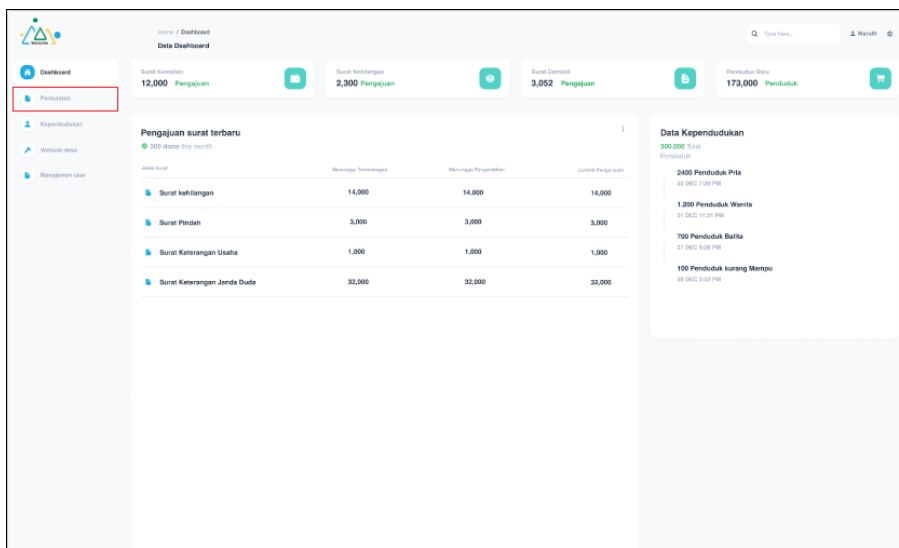 Home / Dashboard
Data Dashboard
Type here...
Wandh
Dashboard
Persuratan
Kependudukan
Website desa
Manajemen user
Surat Kematian
12,000 Pengajuan
Surat Kehilangan
2,300 Pengajuan
Surat Domisili
3,052 Pengajuan
Penduduk Baru
173,000 Penduduk
Pengajuan surat terbaru
300 done this month
Jenis Surat
Menunggu Tandatangan
Menunggu Pengambilan
Jumlah Pengerjuan
Surat kehilangan 14,000 14.000 14,000
Surat Pindah 3,000 3,000 3,000
Surat Keterangan Usaha 1,000 1,000 1,000
Surat Keterangan Janda Duda 32,000 32,000 32,000
Data Kependudukan
300.000 Total
Penduduk
2400 Penduduk Pria
22 DEC 7:20 PM
1.200 Penduduk Wanita
21 DEC 11:21 PM
700 Penduduk Balita
21 DEC 9:28 PM
100 Penduduk kurang Mampu
20 DEC 3:52 PM